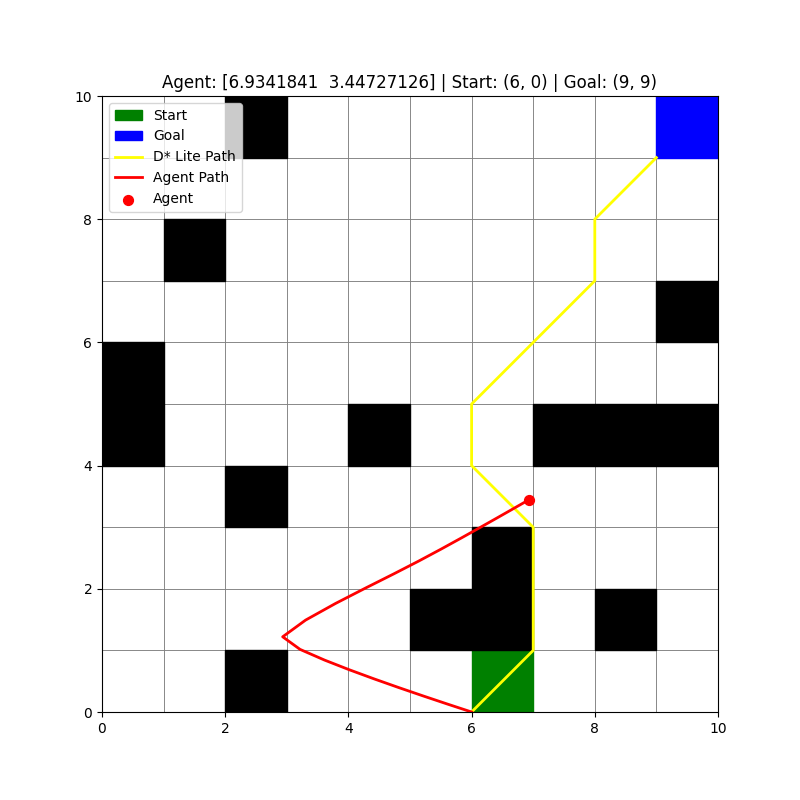 Agent: [6.9341841  3.44727126] | Start: (6, 0) | Goal: (9, 9)
10
8
6
4
2
0
Start
Goal
D* Lite Path
Agent Path
Agent
0 2 4 6 8 10